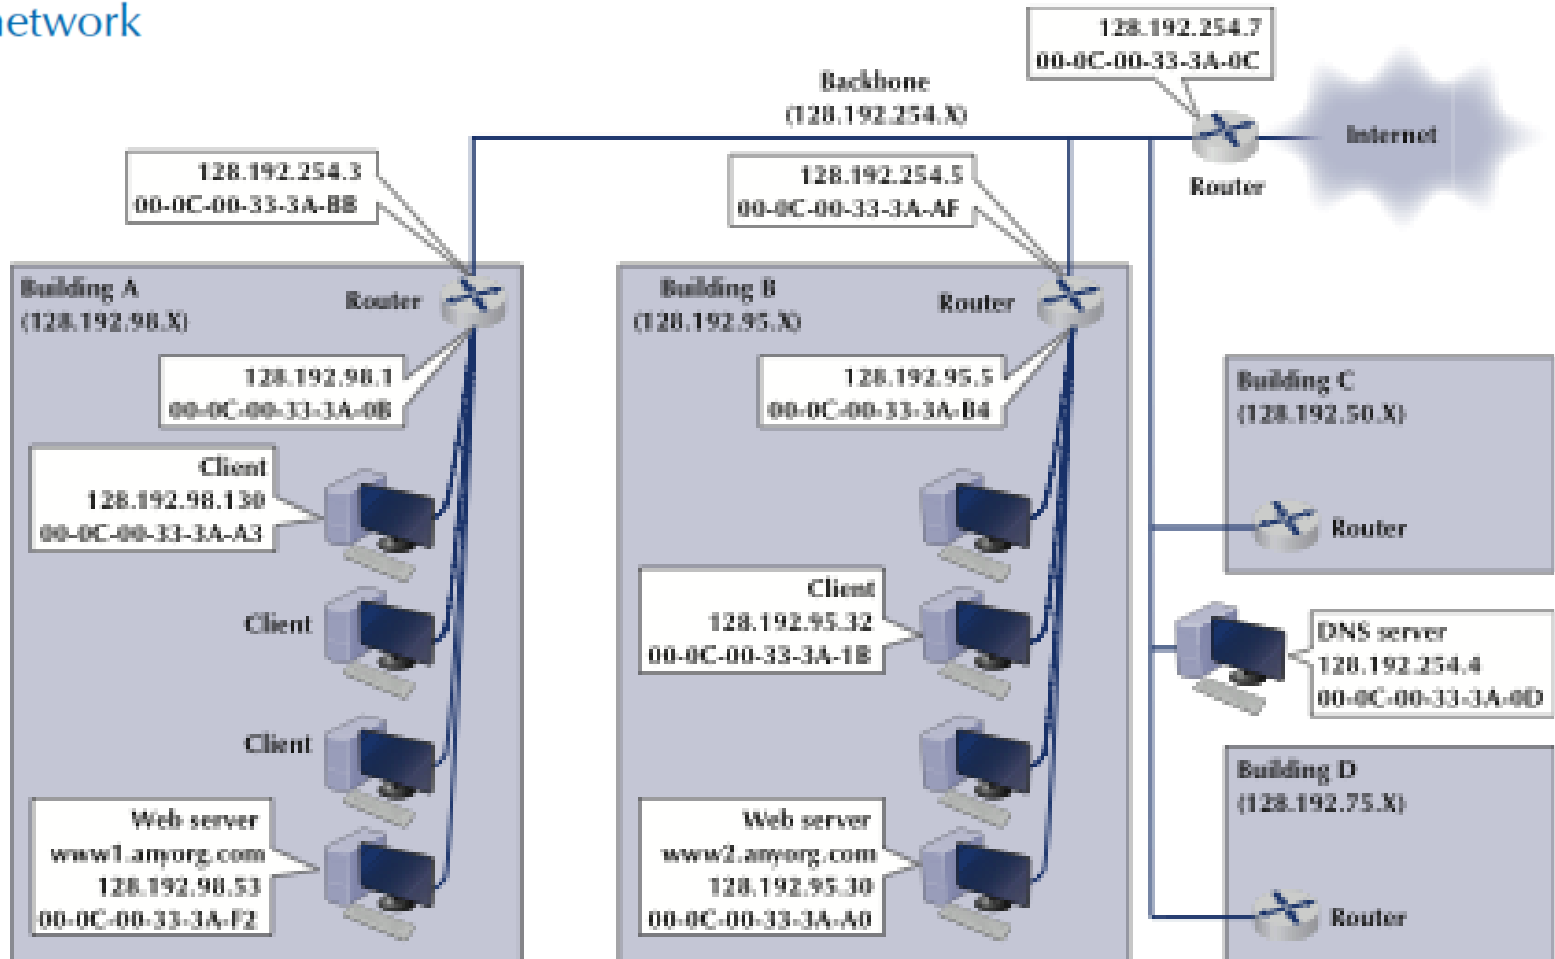 network
128.192.254.7
00-0C-00-33-3A-0C
Backbone
(128.192.254.X)
Internet
Router
128.192.254.3
00-0C-00-33-3A-BB
128.192.254.5
00-0C-00-33-3A-AF
Building A
(128.192.98.X)
Router
128.192.98.1
00-0C-00-33-3A-0B
Client
128.192.98.130
00-0C-00-33-3A-A3
Client
Client
Web server
www1.anyorg.com
128.192.98.53
00-0C-00-33-3A-F2
Building B
(128.192.95.X)
Router
128.192.95.5
00-0C-00-33-3A-B4
Client
128.192.95.32
00-0C-00-33-3A-1B
Web server
www2.anyorg.com
128.192.95.30
00-0C-00-33-3A-A0
Building C
(128.192.50.X)
Router
DNS server
128.192.254.4
00-0C-00-33-3A-0D
Building D
(128.192.75.X)
Router